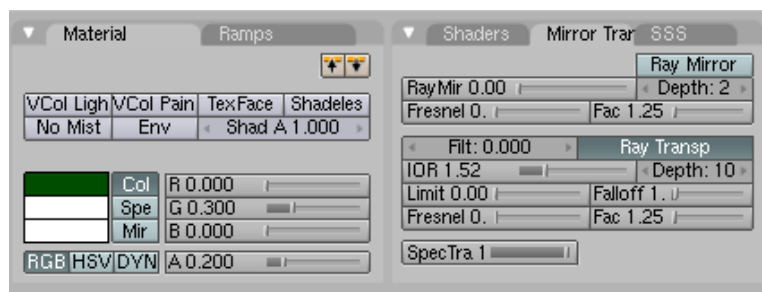 Material
Ramps
VCol Ligh
VCol Pain
TexFace
Shadeles
No Mist
Env
Shad A 1.000
Col
R 0.000
Spe
G 0.300
Mir
B 0.000
RGB
HSV
DYN
A 0.200
Shaders
Mirror Tran
SSS
Ray Mirror
RayMir 0.00
Depth: 2
Fresnel 0.
Fac 1.25
Filt: 0.000
Ray Transp
IOR 1.52
Depth: 10
Limit 0.00
Falloff 1.
Fresnel 0.
Fac 1.25
SpecTra 1